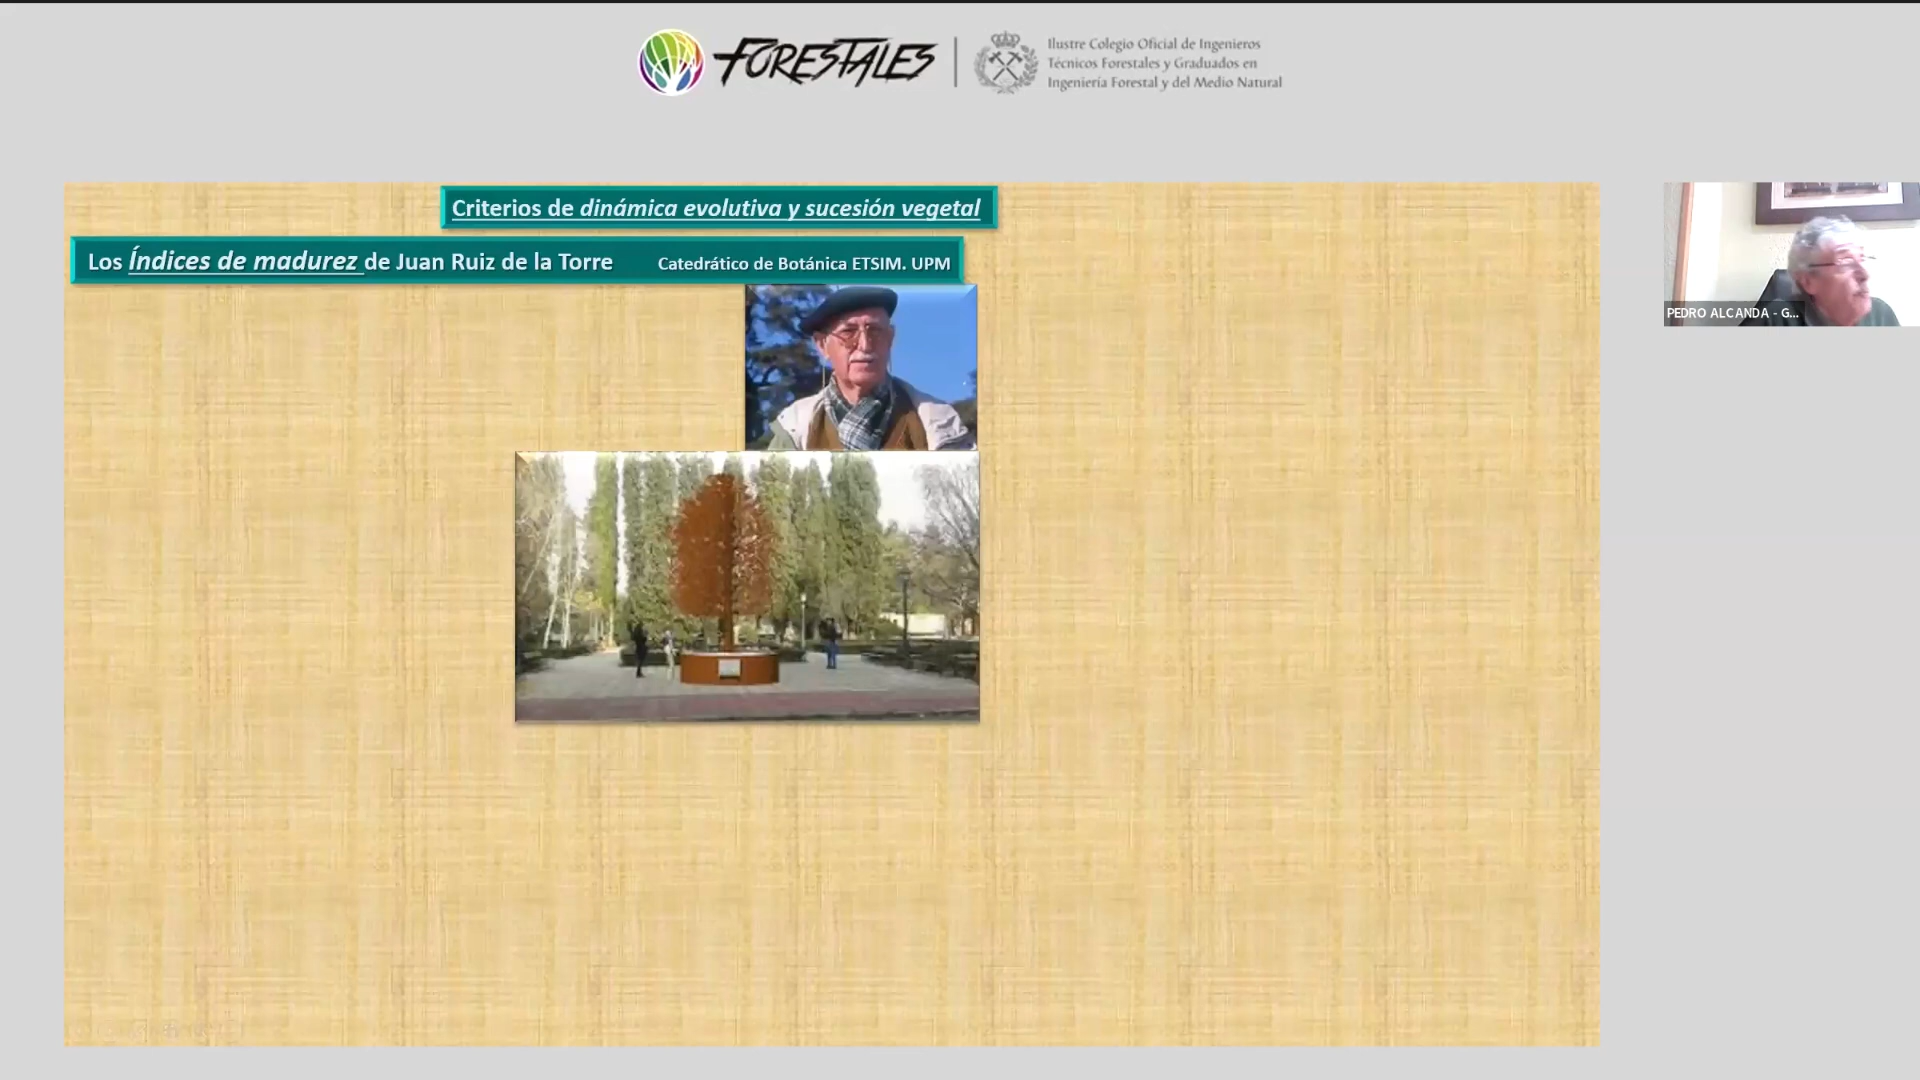 FORESTALES
Ilustre Colegio Oficial de Ingenieros
Técnicos Forestales y Graduados en
Ingeniería Forestal y del Medio Natural
Criterios de dinámica evolutiva y sucesión vegetal
Los Índices de madurez de Juan Ruiz de la Torre Catedrático de Botánica ETSIM. UPM
PEDRO ALCANDA - G...